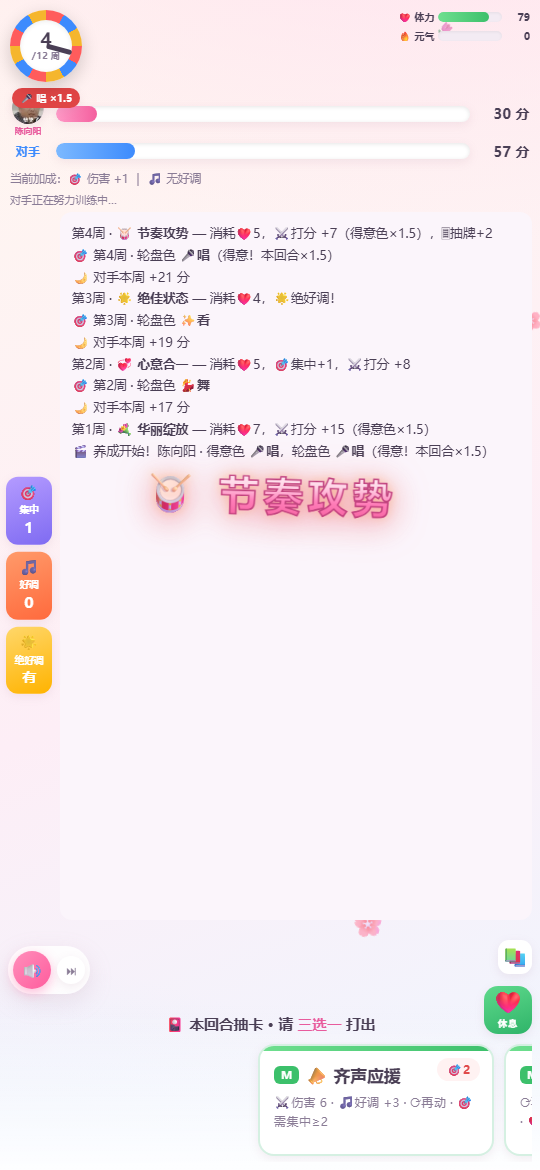 4
/12 周
体力 79
元气 0
唱 ×1.5
陈向阳
30 分
对手
57 分
当前加成: 伤害 +1 | 无好调
对手正在努力训练中...
第4周 · 节奏攻势 — 消耗5, 打分 +7（得意色×1.5）, 抽牌+2
第4周 · 轮盘色 唱（得意! 本回合×1.5）
对手本周 +21 分
第3周 · 绝佳状态 — 消耗4, 绝好调!
第3周 · 轮盘色 看
对手本周 +19 分
第2周 · 心意合一 — 消耗5, 集中+1, 打分 +8
第2周 · 轮盘色 舞
对手本周 +17 分
第1周 · 华丽绽放 — 消耗7, 打分 +15（得意色×1.5）
养成开始! 陈向阳 · 得意色 唱, 轮盘色 唱（得意! 本回合×1.5）
节奏攻势
集中
1
好调
0
绝好调
有
休息
本回合抽卡 • 请 三选一 打出
M 齐声应援 2
伤害 6 · 好调 +3 · 再动 ·
需集中≥2